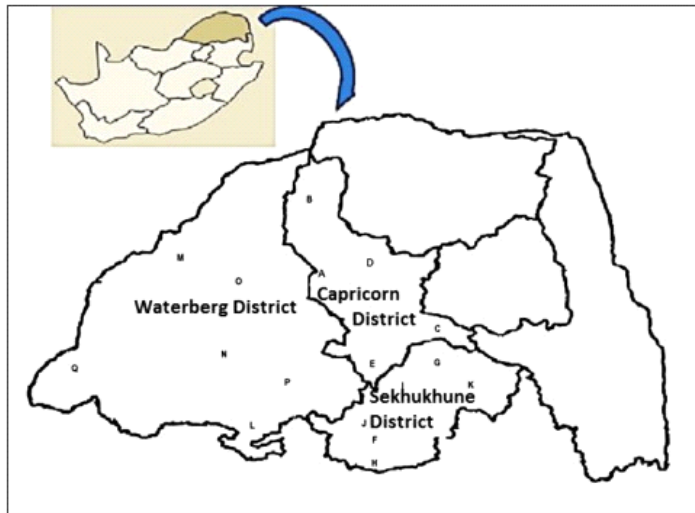 B
M
D
A
O
Capricorn
Waterberg District
District
C
N
E
G
Q
P
K
I
Sekhukhune
J
District
L
F
H